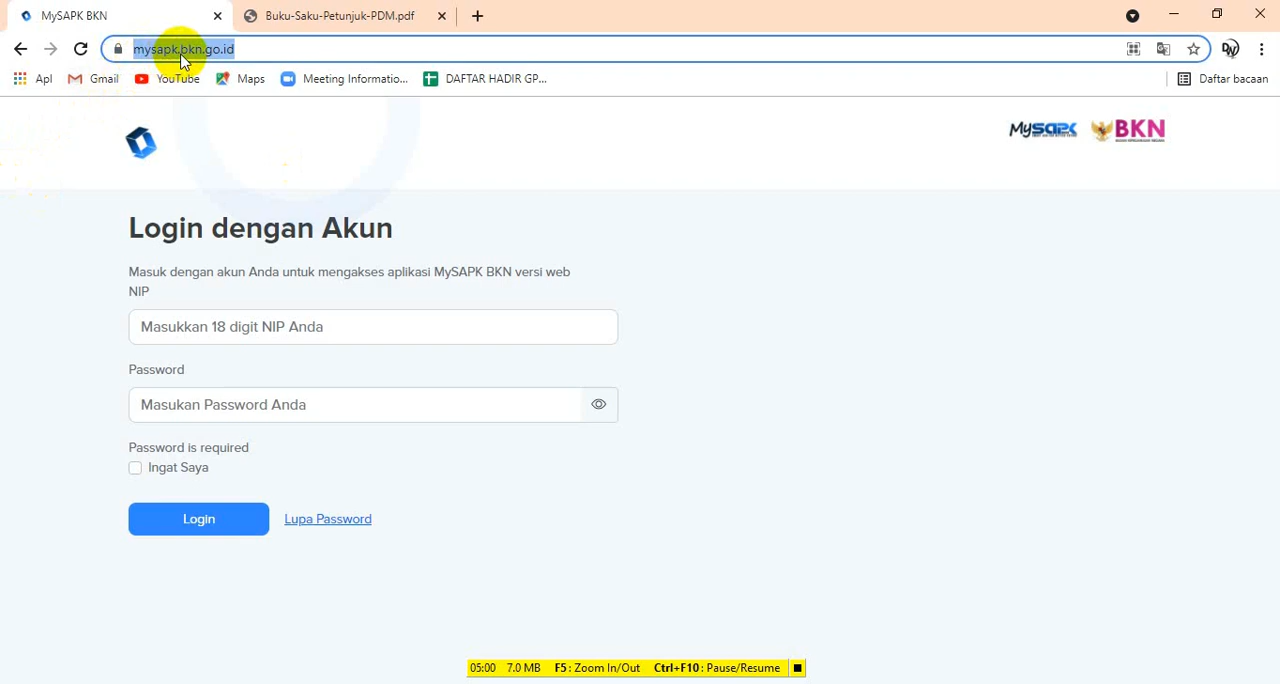 MySAPK BKN
Buku-Saku-Petunjuk-PDM.pdf
mysapk.bkn.go.id
Apl
Gmail
YouTube
Maps
Meeting Informatio...
DAFTAR HADIR GP...
Daftar bacaan
MySAPK
BKN
Login dengan Akun
Masuk dengan akun Anda untuk mengakses aplikasi MySAPK BKN versi web
NIP
Masukkan 18 digit NIP Anda
Password
Masukan Password Anda
Password is required
Ingat Saya
Login
Lupa Password
05:00 7.0 MB F5: Zoom In/Out Ctrl+F10: Pause/Resume